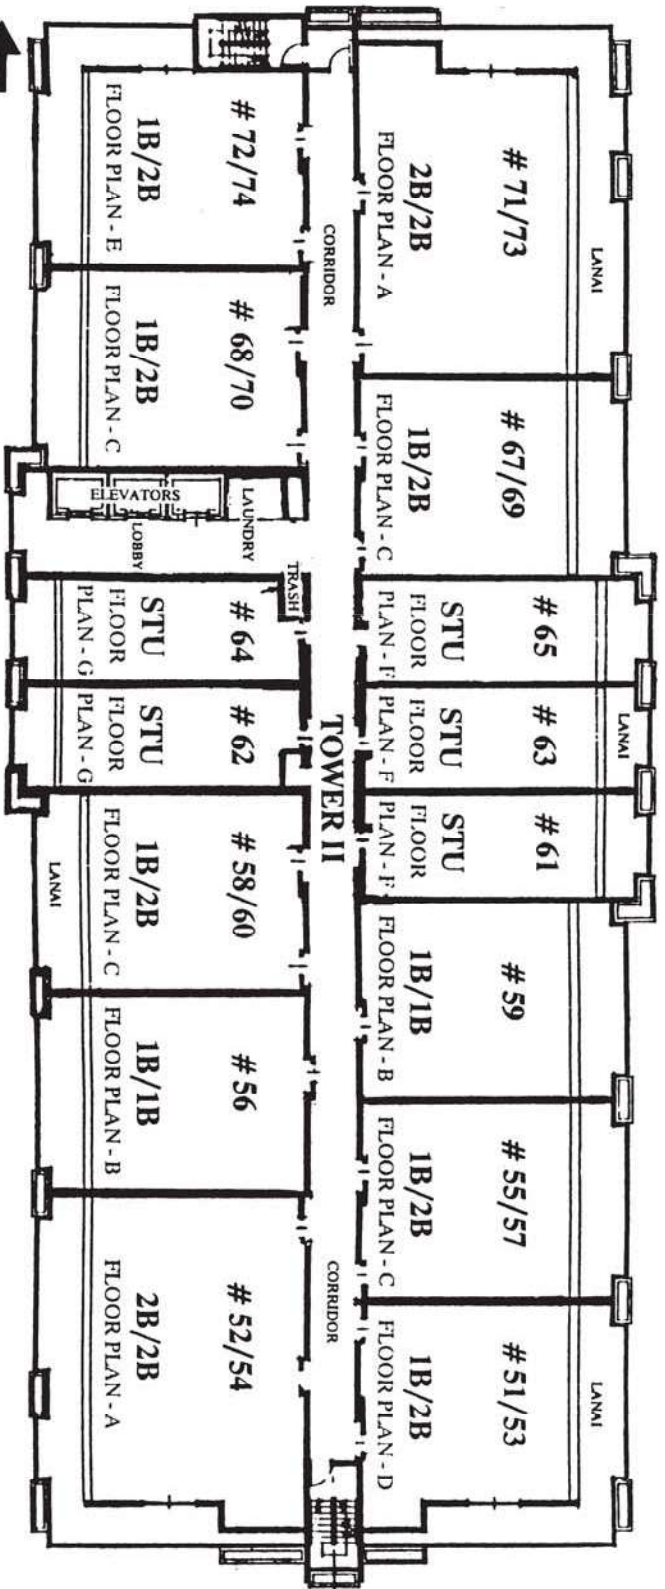 # 72/74
1B/2B
FLOOR PLAN - E
# 68/70
1B/2B
FLOOR PLAN - C
ELEVATORS
LOBBY
LAUNDRY
TRASH
# 64
STU
FLOOR
PLAN - G
# 62
STU
FLOOR
PLAN - G
# 58/60
1B/2B
FLOOR PLAN - C
LANAI
# 56
1B/1B
FLOOR PLAN - B
# 52/54
2B/2B
FLOOR PLAN - A
CORRIDOR
TOWER II
CORRIDOR
LANAI
# 71/73
2B/2B
FLOOR PLAN - A
# 67/69
1B/2B
FLOOR PLAN - C
# 65
STU
FLOOR
PLAN - F
LANAI
# 63
STU
FLOOR
PLAN - F
# 61
STU
FLOOR
PLAN - F
# 59
1B/1B
FLOOR PLAN - B
# 55/57
1B/2B
FLOOR PLAN - C
LANAI
# 51/53
1B/2B
FLOOR PLAN - D